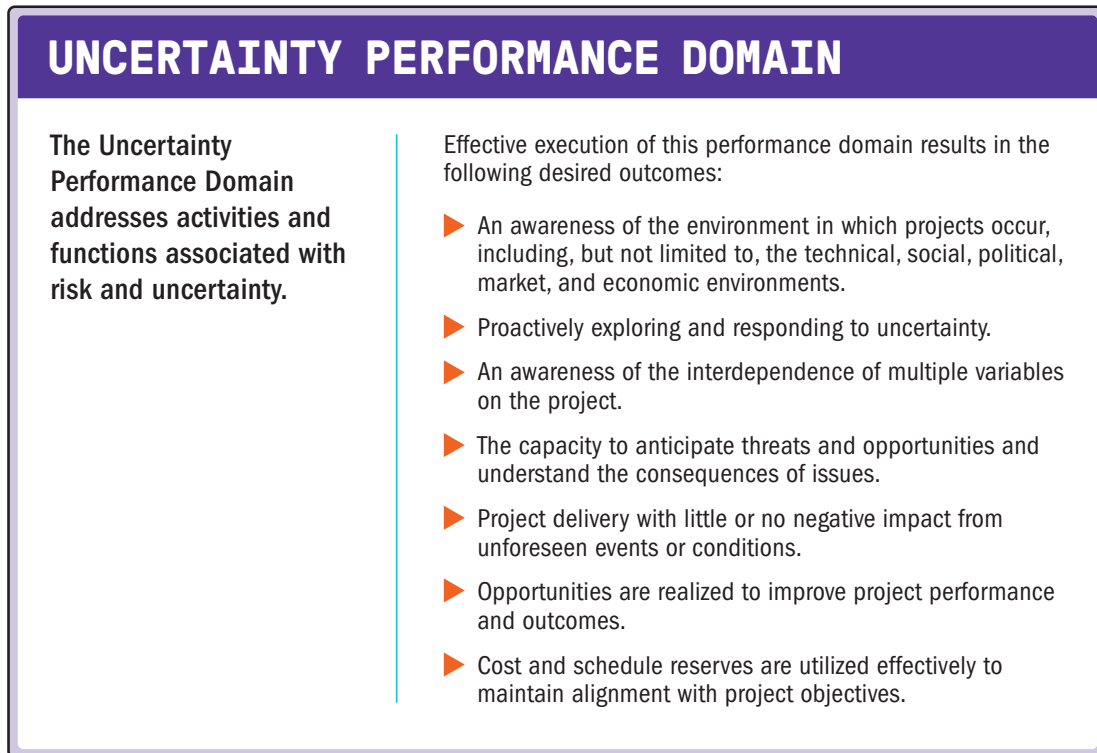 UNCERTAINTY PERFORMANCE DOMAIN
The Uncertainty
Performance Domain
addresses activities and
functions associated with
risk and uncertainty.
Effective execution of this performance domain results in the
following desired outcomes:
An awareness of the environment in which projects occur,
including, but not limited to, the technical, social, political,
market, and economic environments.
Proactively exploring and responding to uncertainty.
An awareness of the interdependence of multiple variables
on the project.
The capacity to anticipate threats and opportunities and
understand the consequences of issues.
Project delivery with little or no negative impact from
unforeseen events or conditions.
Opportunities are realized to improve project performance
and outcomes.
Cost and schedule reserves are utilized effectively to
maintain alignment with project objectives.